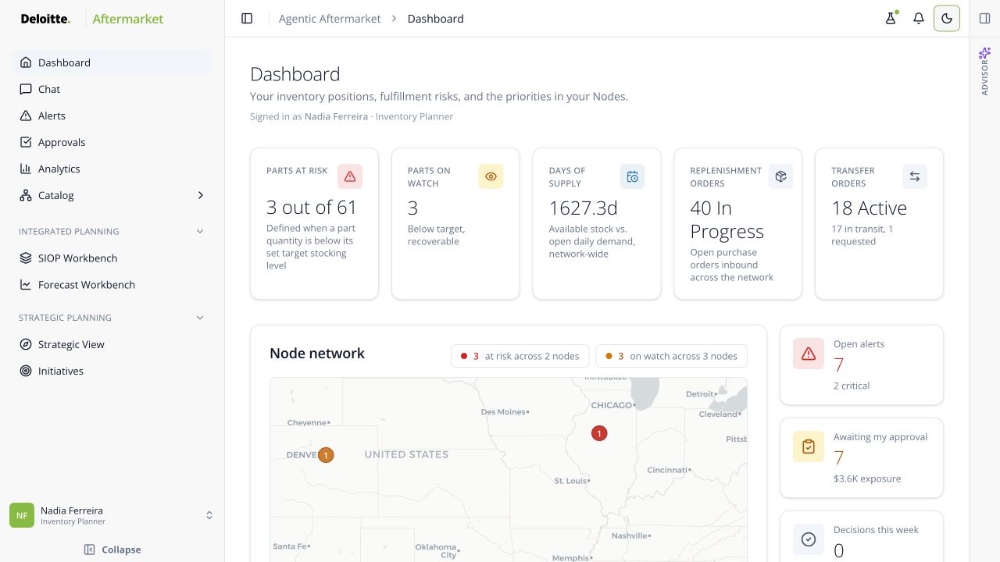 Deloitte. Aftermarket
Agentic Aftermarket > Dashboard
Dashboard
Chat
Alerts
Approvals
Analytics
Catalog
INTEGRATED PLANNING
SIOP Workbench
Forecast Workbench
STRATEGIC PLANNING
Strategic View
Initiatives
NF
Nadia Ferreira
Inventory Planner
Collapse
Dashboard
Your inventory positions, fulfillment risks, and the priorities in your Nodes.
Signed in as Nadia Ferreira · Inventory Planner
PARTS AT RISK
3 out of 61
Defined when a part
quantity is below its
set target stocking
level
PARTS ON
WATCH
3
Below target,
recoverable
DAYS OF
SUPPLY
1627.3d
Available stock vs.
open daily demand,
network-wide
REPLENISHMENT
ORDERS
40 In
Progress
Open purchase
orders inbound
across the network
TRANSFER
ORDERS
18 Active
17 in transit, 1
requested
Node network
3 at risk across 2 nodes
3 on watch across 3 nodes
Milwaukee
CHICAGO
Detroit
Des Moines
Cleveland
Cheyenne
1
Pittsb
DENVE
1
UNITED STATES
Cincinnati
St. Louis
Nashville
Santa Fe
Oklahoma
City
Memphis
Open alerts
7
2 critical
Awaiting my approval
7
$3.6K exposure
Decisions this week
0
ADVISOR